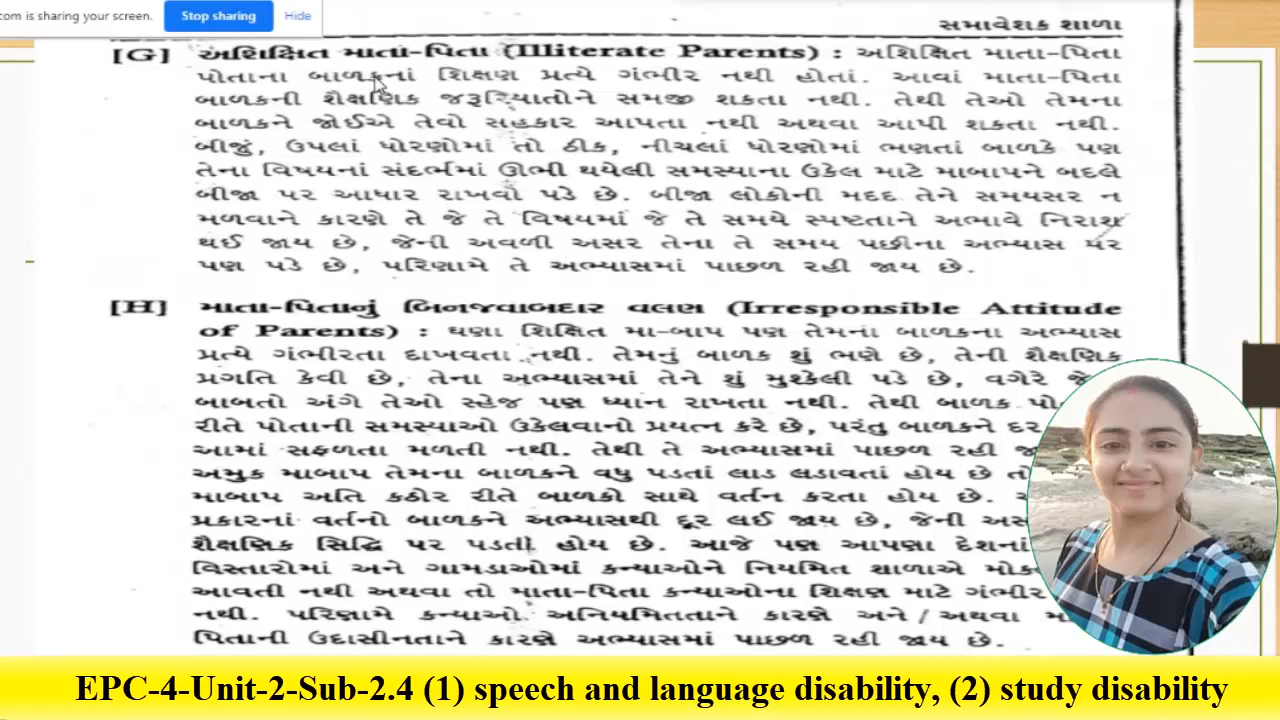 com is sharing your screen. Stop sharing Hide
સમાવેશક શાળા
[G] અશિક્ષિત માતા-પિતા (Illiterate Parents) : અશિક્ષિત માતા-પિતા
પોતાના બાળકનાં શિક્ષણ પ્રત્યે ગંભીર નથી હોતાં. આવાં માતા-પિતા
બાળકની શૈક્ષણિક જરૂરિયાતોને સમજી શકતા નથી. તેથી તેઓ તેમના
બાળકને જોઈએ તેવો સહકાર આપતા નથી અથવા આપી શકતા નથી.
બીજું, ઉપલાં ધોરણોમાં તો ઠીક, નીચલાં ધોરણોમાં ભણતાં બાળકે પણ
તેના વિષયનાં સંદર્ભમાં ઊભી થયેલી સમસ્યાના ઉકેલ માટે માબાપને બદલે
બીજા પર આધાર રાખવો પડે છે. બીજા લોકોની મદદ તેને સમયસર ન
મળવાને કારણે તે જે તે વિષયમાં જે તે સમયે સ્પષ્ટતાને અભાવે નિરાશ
થઈ જાય છે, જેની અવળી અસર તેના તે સમય પછીના અભ્યાસ પર
પણ પડે છે, પરિણામે તે અભ્યાસમાં પાછળ રહી જાય છે.
[H] માતા-પિતાનું બિનજવાબદાર વલણ (Irresponsible Attitude
of Parents) : ઘણા શિક્ષિત મા-બાપ પણ તેમના બાળકના અભ્યાસ
પ્રત્યે ગંભીરતા દાખવતા નથી. તેમનું બાળક શું ભણે છે, તેની શૈક્ષણિક
પ્રગતિ કેવી છે, તેના અભ્યાસમાં તેને શું મુશ્કેલી પડે છે, વગેરે જે
બાબતો અંગે તેઓ સ્હેજ પણ ધ્યાન રાખતા નથી. તેથી બાળક પો
રીતે પોતાની સમસ્યાઓ ઉકેલવાનો પ્રયત્ન કરે છે, પરંતુ બાળકને દર
આમાં સફળતા મળતી નથી. તેથી તે અભ્યાસમાં પાછળ રહી જ
અમુક માબાપ તેમના બાળકને વધુ પડતાં લાડ લડાવતાં હોય છે તો
માબાપ અતિ કઠોર રીતે બાળકો સાથે વર્તન કરતા હોય છે.
પ્રકારનાં વર્તનો બાળકને અભ્યાસથી દૂર લઈ જાય છે, જેની અસ
શૈક્ષણિક સિદ્ધિ પર પડતી હોય છે. આજે પણ આપણા દેશનાં
વિસ્તારોમાં અને ગામડાઓમાં કન્યાઓને નિયમિત શાળાએ મોક
આવતી નથી અથવા તો માતા-પિતા કન્યાઓના શિક્ષણ માટે ગંભીર
નથી. પરિણામે કન્યાઓ અનિયમિતતાને કારણે અને/અથવા મ
પિતાની ઉદાસીનતાને કારણે અભ્યાસમાં પાછળ રહી જાય છે.
EPC-4-Unit-2-Sub-2.4 (1) speech and language disability, (2) study disability